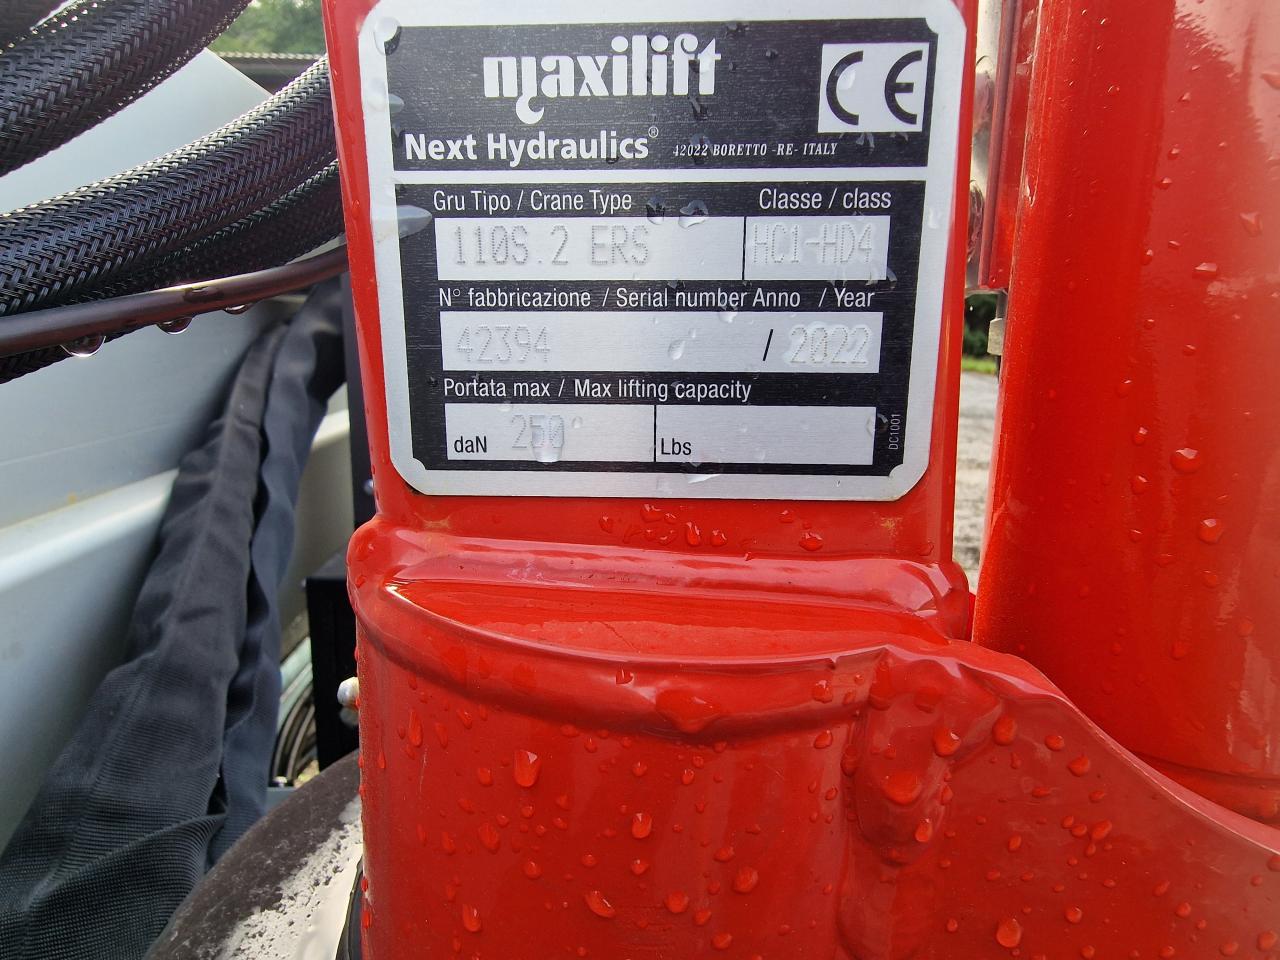 maxilift
CE
Next Hydraulics® 42022 BORETTO -RE- ITALY
Gru Tipo / Crane Type Classe / class
110S.2 ERS HC1-HD4
N° fabbricazione / Serial number Anno / Year
42394 / 2022
Portata max / Max lifting capacity
daN 250 Lbs
DC1001